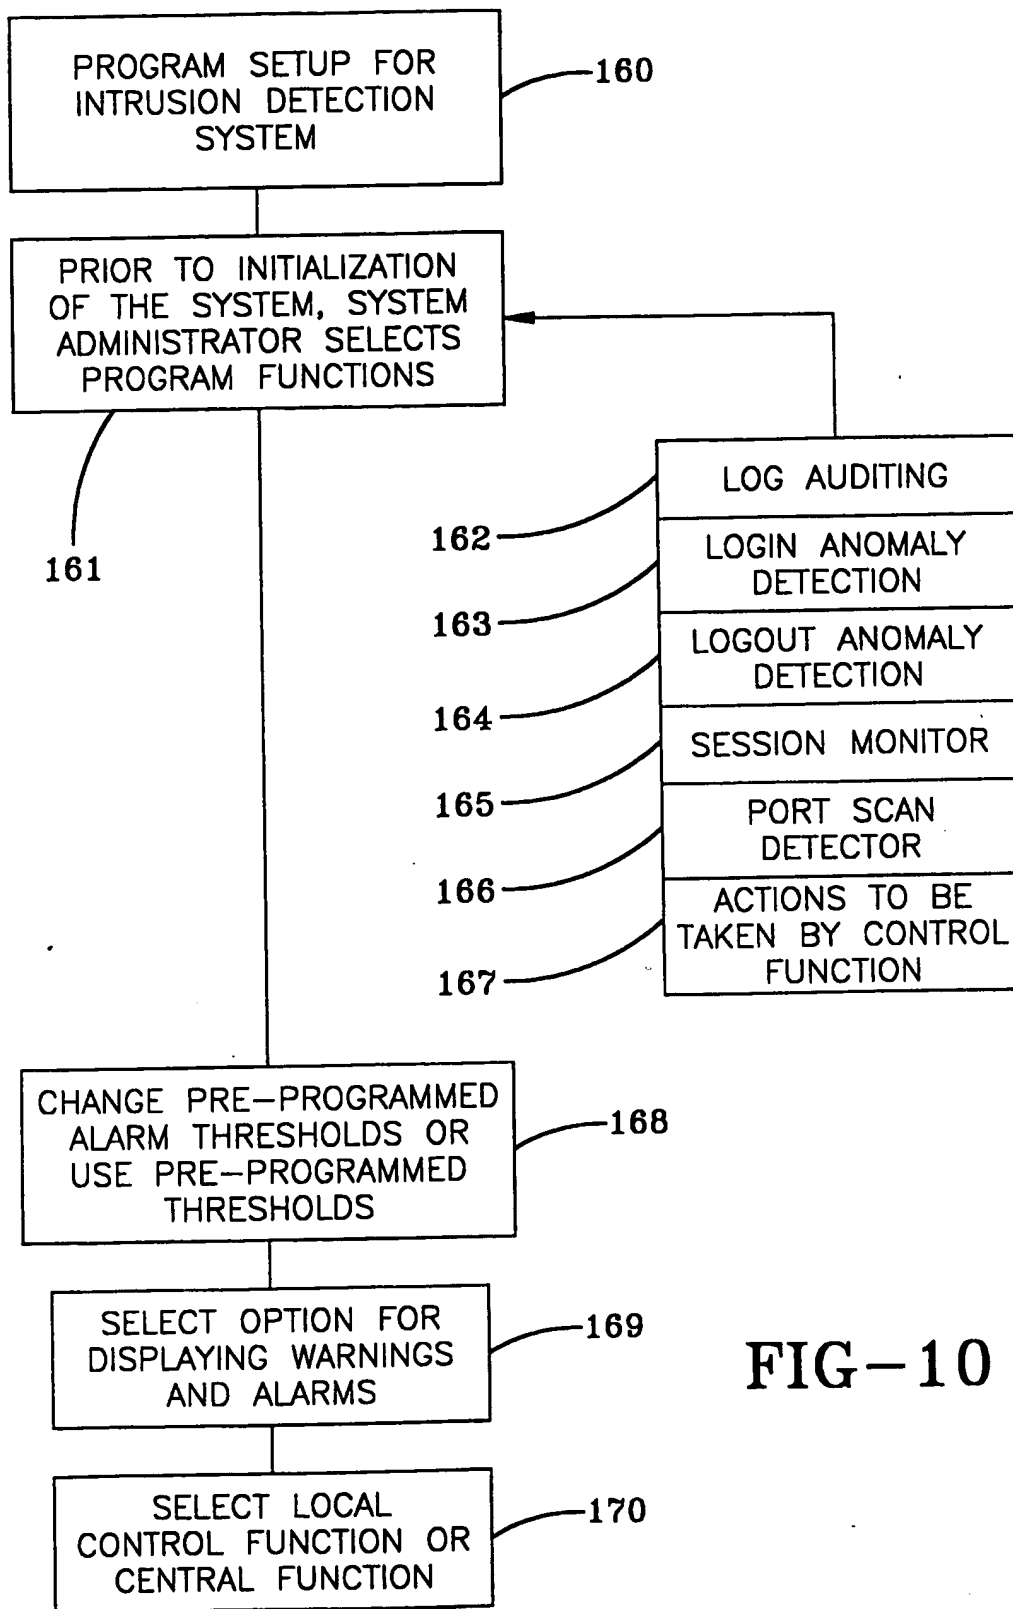 PROGRAM SETUP FOR
INTRUSION DETECTION
SYSTEM
160
PRIOR TO INITIALIZATION
OF THE SYSTEM, SYSTEM
ADMINISTRATOR SELECTS
PROGRAM FUNCTIONS
161
LOG AUDITING
162
LOGIN ANOMALY
DETECTION
163
LOGOUT ANOMALY
DETECTION
164
SESSION MONITOR
165
PORT SCAN
DETECTOR
166
ACTIONS TO BE
TAKEN BY CONTROL
FUNCTION
167
CHANGE PRE-PROGRAMMED
ALARM THRESHOLDS OR
USE PRE-PROGRAMMED
THRESHOLDS
168
SELECT OPTION FOR
DISPLAYING WARNINGS
AND ALARMS
169
SELECT LOCAL
CONTROL FUNCTION OR
CENTRAL FUNCTION
170
FIG-10